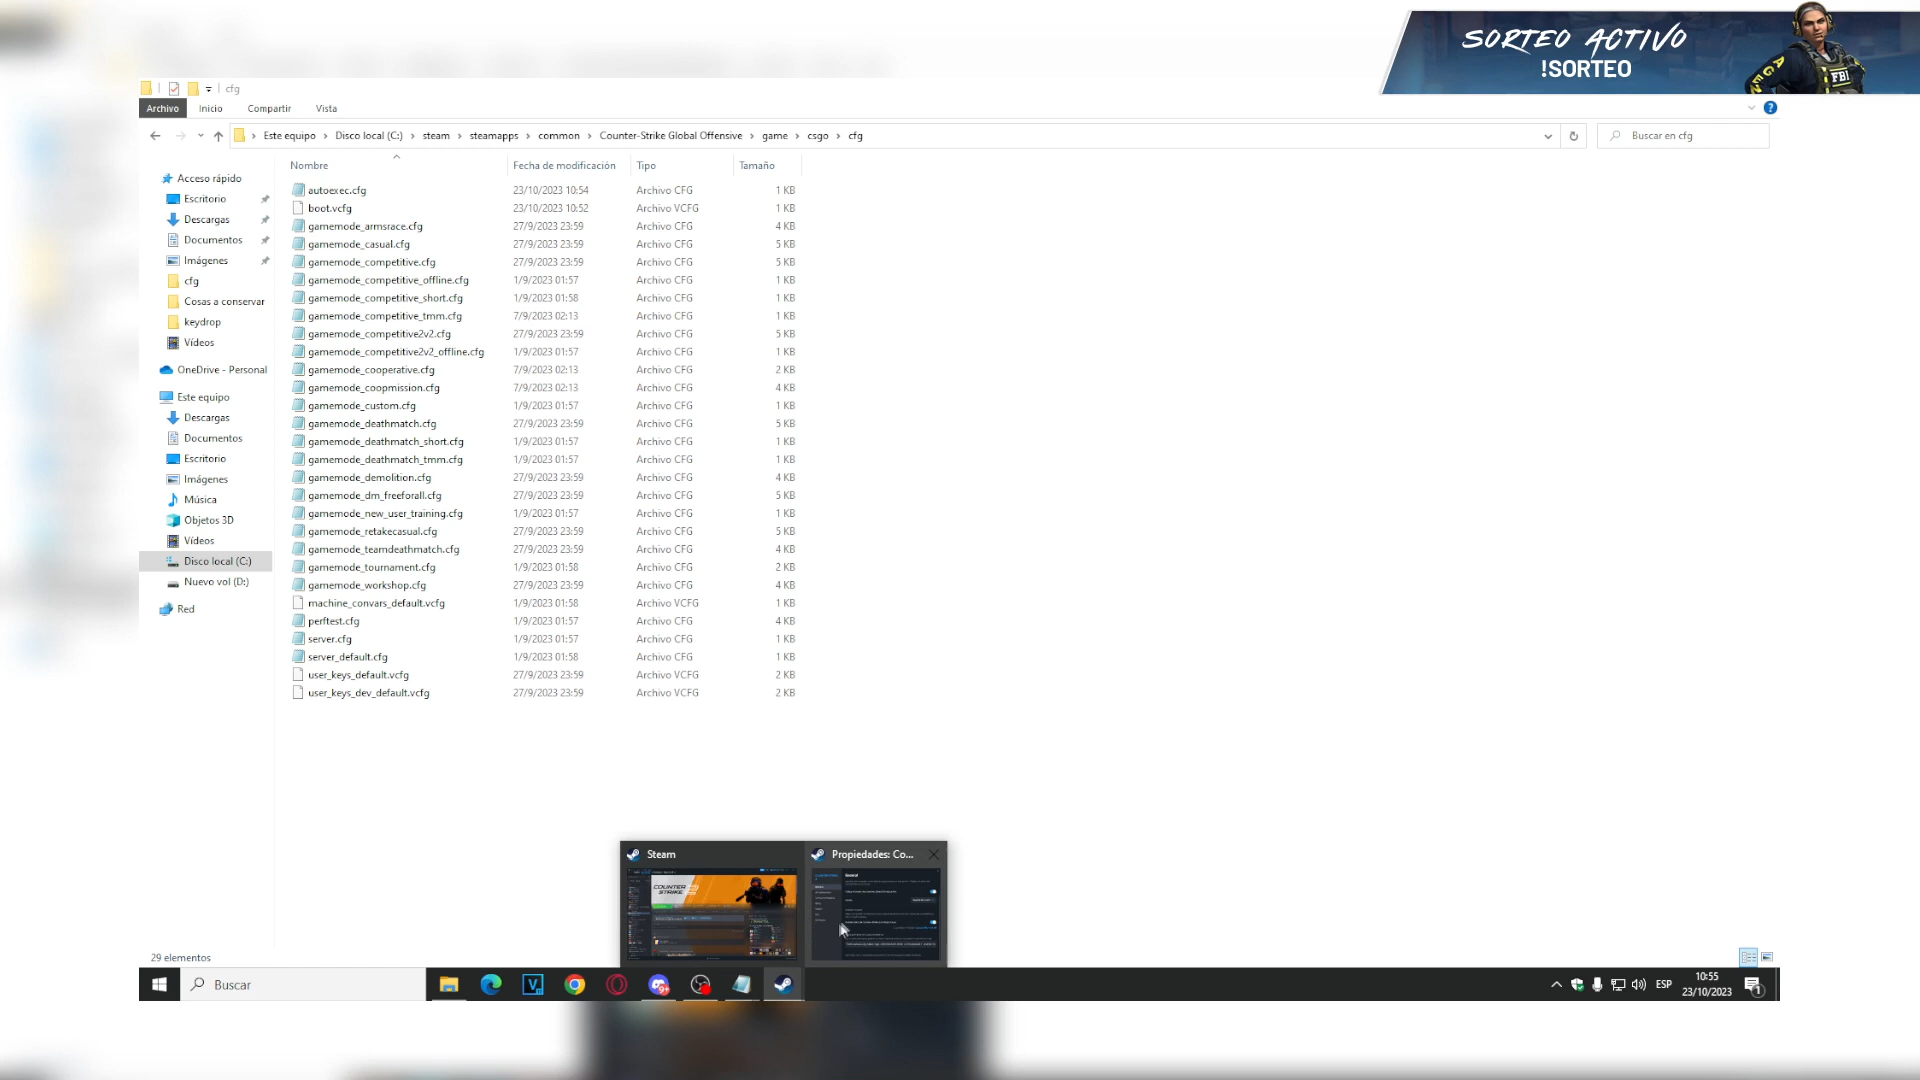 SORTEO ACTIVO
!SORTEO
cfg
Archivo Inicio Compartir Vista
Este equipo > Disco local (C:) > steam > steamapps > common > Counter-Strike Global Offensive > game > csgo > cfg
Buscar en cfg
Nombre Fecha de modificación Tipo Tamaño
Acceso rápido
Escritorio
Descargas
Documentos
Imágenes
cfg
Cosas a conservar
keydrop
Vídeos
OneDrive - Personal
Este equipo
Descargas
Documentos
Escritorio
Imágenes
Música
Objetos 3D
Vídeos
Disco local (C:)
Nuevo vol (D:)
Red
autoexec.cfg 23/10/2023 10:54 Archivo CFG 1 KB
boot.vcfg 23/10/2023 10:52 Archivo VCFG 1 KB
gamemode_armsrace.cfg 27/9/2023 23:59 Archivo CFG 4 KB
gamemode_casual.cfg 27/9/2023 23:59 Archivo CFG 5 KB
gamemode_competitive.cfg 27/9/2023 23:59 Archivo CFG 5 KB
gamemode_competitive_offline.cfg 1/9/2023 01:57 Archivo CFG 1 KB
gamemode_competitive_short.cfg 1/9/2023 01:58 Archivo CFG 1 KB
gamemode_competitive_tmm.cfg 7/9/2023 02:13 Archivo CFG 1 KB
gamemode_competitive2v2.cfg 27/9/2023 23:59 Archivo CFG 5 KB
gamemode_competitive2v2_offline.cfg 1/9/2023 01:57 Archivo CFG 1 KB
gamemode_cooperative.cfg 7/9/2023 02:13 Archivo CFG 2 KB
gamemode_coopmission.cfg 7/9/2023 02:13 Archivo CFG 4 KB
gamemode_custom.cfg 1/9/2023 01:57 Archivo CFG 1 KB
gamemode_deathmatch.cfg 27/9/2023 23:59 Archivo CFG 5 KB
gamemode_deathmatch_short.cfg 1/9/2023 01:57 Archivo CFG 1 KB
gamemode_deathmatch_tmm.cfg 1/9/2023 01:57 Archivo CFG 1 KB
gamemode_demolition.cfg 27/9/2023 23:59 Archivo CFG 4 KB
gamemode_dm_freeforall.cfg 27/9/2023 23:59 Archivo CFG 5 KB
gamemode_new_user_training.cfg 1/9/2023 01:57 Archivo CFG 1 KB
gamemode_retakecasual.cfg 27/9/2023 23:59 Archivo CFG 5 KB
gamemode_teamdeathmatch.cfg 27/9/2023 23:59 Archivo CFG 4 KB
gamemode_tournament.cfg 1/9/2023 01:58 Archivo CFG 2 KB
gamemode_workshop.cfg 27/9/2023 23:59 Archivo CFG 4 KB
machine_convars_default.vcfg 1/9/2023 01:58 Archivo VCFG 1 KB
perftest.cfg 1/9/2023 01:57 Archivo CFG 4 KB
server.cfg 1/9/2023 01:57 Archivo CFG 1 KB
server_default.cfg 1/9/2023 01:58 Archivo CFG 1 KB
user_keys_default.vcfg 27/9/2023 23:59 Archivo VCFG 2 KB
user_keys_dev_default.vcfg 27/9/2023 23:59 Archivo VCFG 2 KB
Steam
Propiedades: Co...
COUNTER
STRIKE
General
29 elementos
Buscar
ESP
10:55
23/10/2023
1
FBI